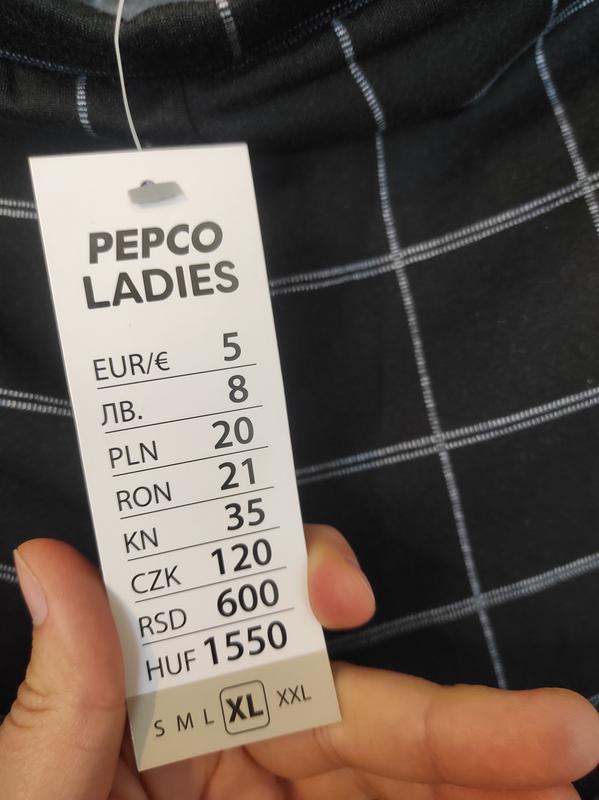 PEPCO
LADIES
EUR/€ 5
ЛВ. 8
PLN 20
RON 21
KN 35
CZK 120
RSD 600
HUF 1550
S M L XL XXL